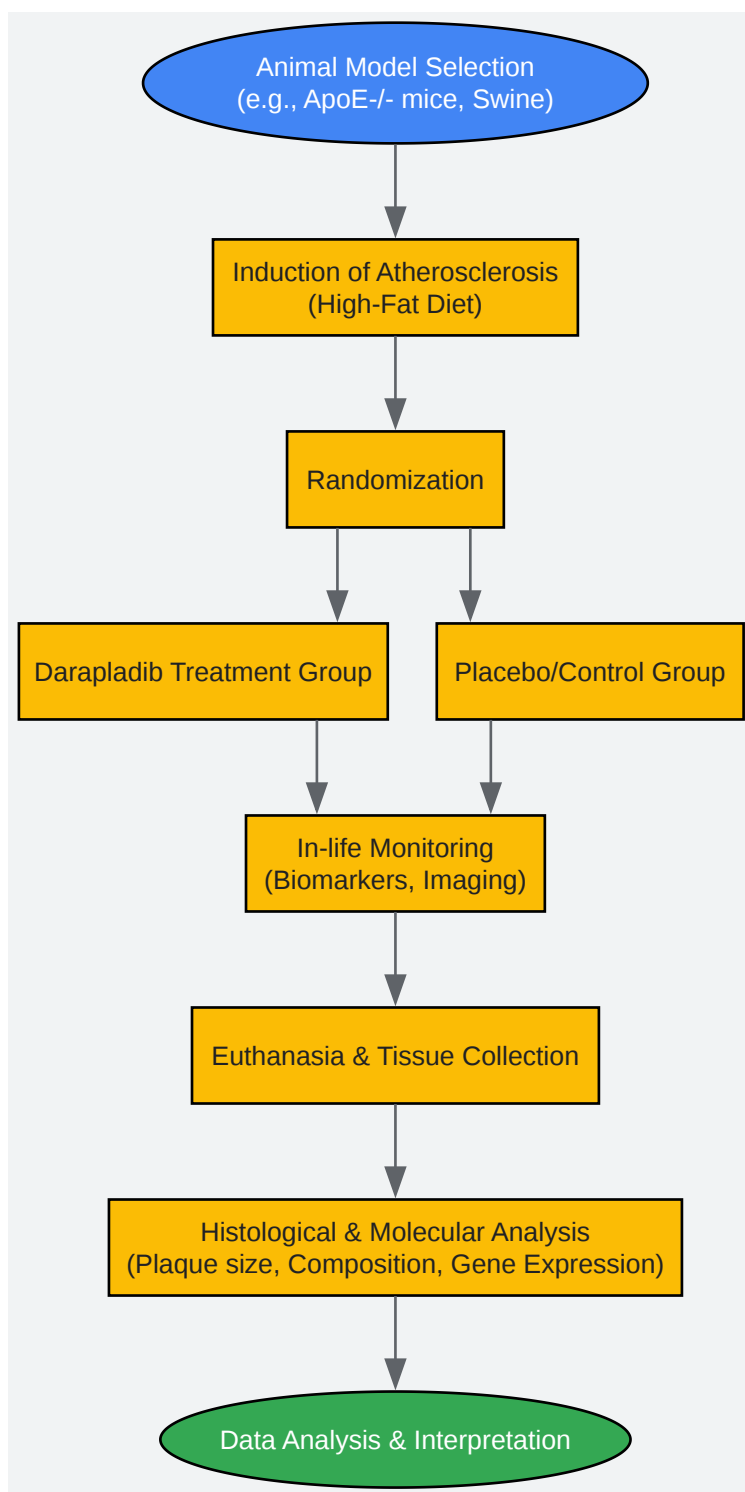 Animal Model Selection
(e.g., ApoE-/- mice, Swine)
Induction of Atherosclerosis
(High-Fat Diet)
Randomization
Darapladib Treatment Group
Placebo/Control Group
In-life Monitoring
(Biomarkers, Imaging)
Euthanasia & Tissue Collection
Histological & Molecular Analysis
(Plaque size, Composition, Gene Expression)
Data Analysis & Interpretation